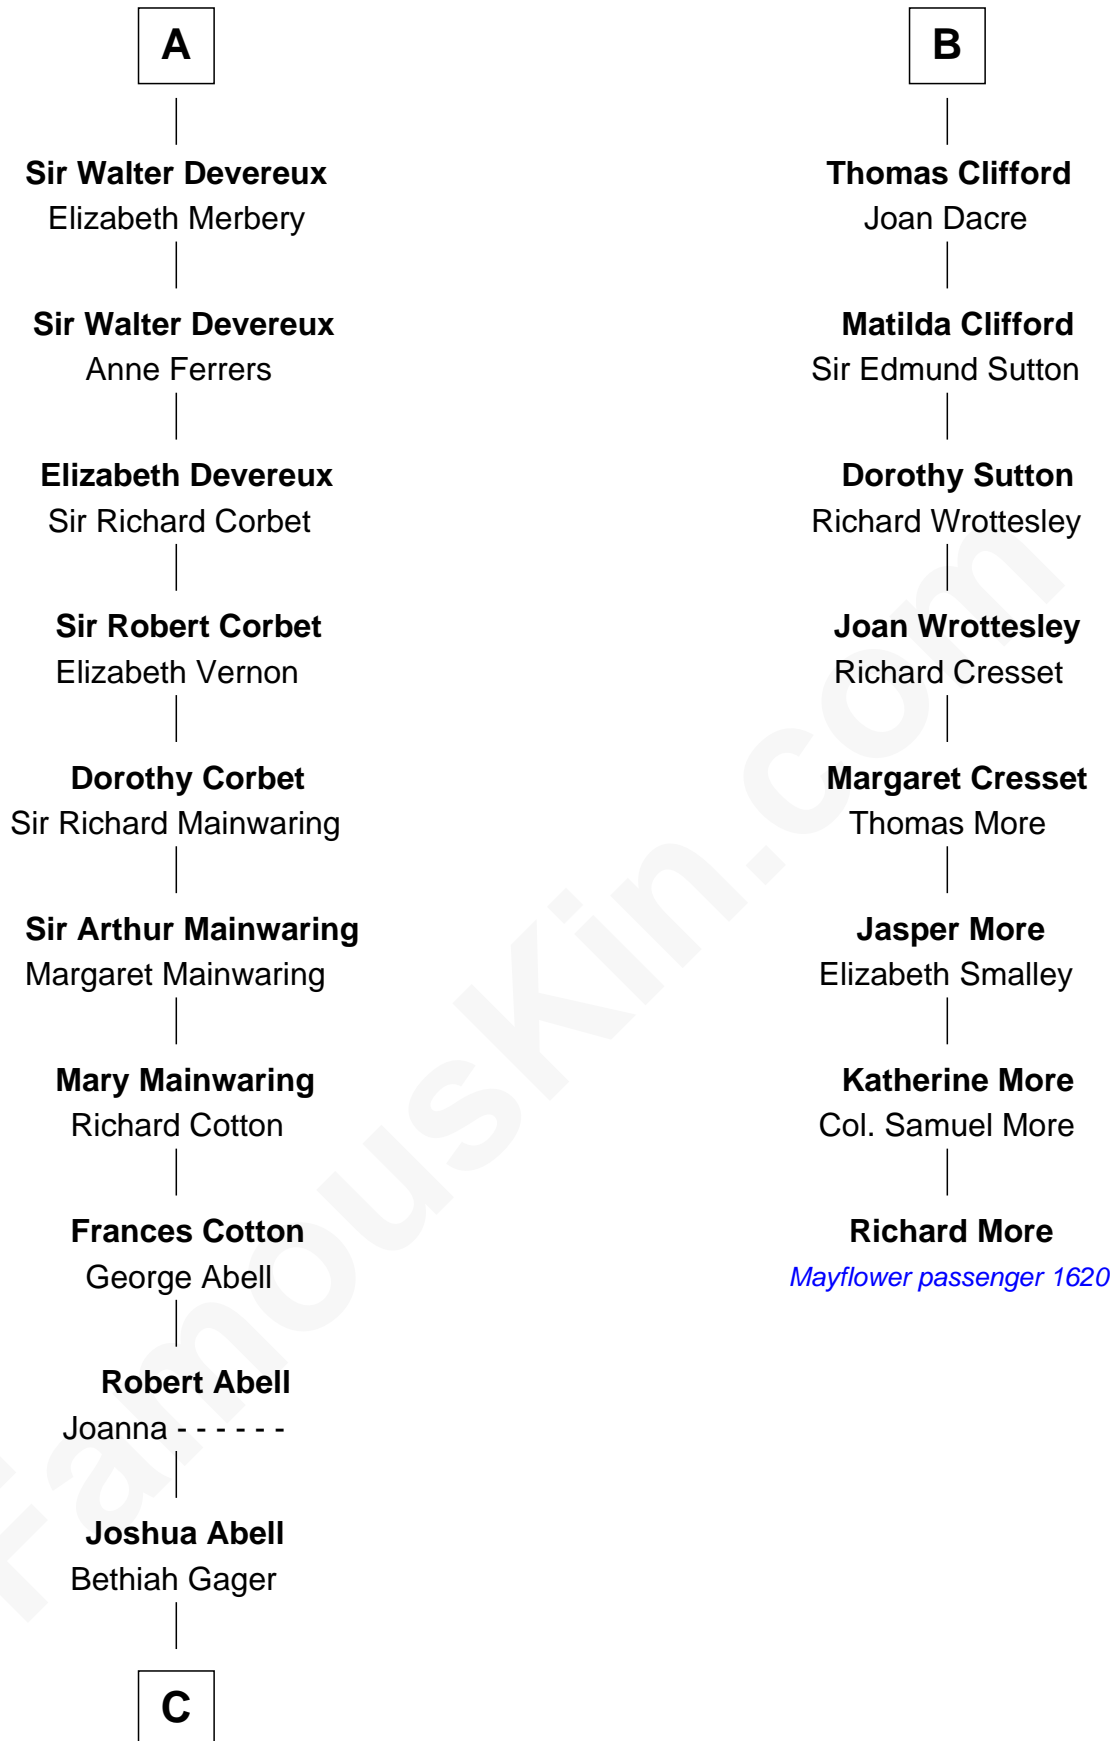 A
Sir Walter Devereux
Elizabeth Merbery
Sir Walter Devereux
Anne Ferrers
Elizabeth Devereux
Sir Richard Corbet
Sir Robert Corbet
Elizabeth Vernon
Dorothy Corbet
Sir Richard Mainwaring
Sir Arthur Mainwaring
Margaret Mainwaring
Mary Mainwaring
Richard Cotton
Frances Cotton
George Abell
Robert Abell
Joanna - - - - - -
Joshua Abell
Bethiah Gager
C
B
Thomas Clifford
Joan Dacre
Matilda Clifford
Sir Edmund Sutton
Dorothy Sutton
Richard Wrottesley
Joan Wrottesley
Richard Cresset
Margaret Cresset
Thomas More
Jasper More
Elizabeth Smalley
Katherine More
Col. Samuel More
Richard More
Mayflower passenger 1620
FamousKin.com